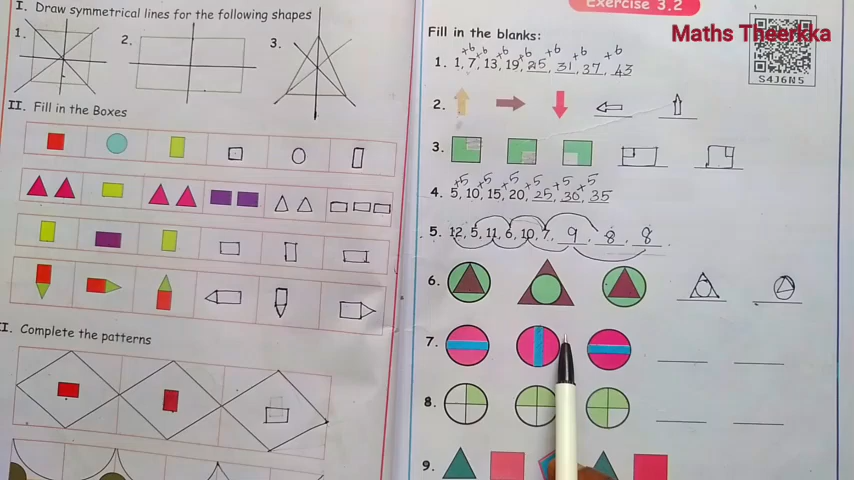 I. Draw symmetrical lines for the following shapes
1.
2.
3.
II. Fill in the Boxes
II. Complete the patterns
Exercise 3.2
Maths Theerkka
S4J6N5
Fill in the blanks:
+6 +6 +6 +6 +6 +6 +6
1. 1, 7, 13, 19, 25, 31, 37, 43
2.
3.
+5 +5 +5 +5 +5 +5
4. 5, 10, 15, 20, 25, 30, 35
5. 12, 5, 11, 6, 10, 7, 9, 8, 8
6.
7.
8.
9.